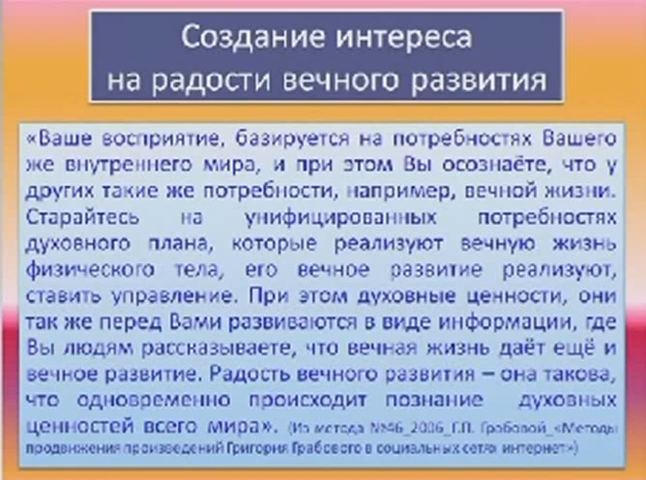 Создание интереса
на радости вечного развития
«Ваше восприятие, базируется на потребностях Вашего
же внутреннего мира, и при этом Вы осознаёте, что у
других такие же потребности, например, вечной жизни.
Старайтесь на унифицированных потребностях
духовного плана, которые реализуют вечную жизнь
физического тела, его вечное развитие реализуют,
ставить управление. При этом духовные ценности, они
так же перед Вами развиваются в виде информации, где
Вы людям рассказываете, что вечная жизнь даёт ещё и
вечное развитие. Радость вечного развития – она такова,
что одновременно происходит познание духовных
ценностей всего мира». (Из метода №46_2006_Г.П. Грабовой_«Методы
продвижения произведений Григория Грабового в социальных сетях интернет»)